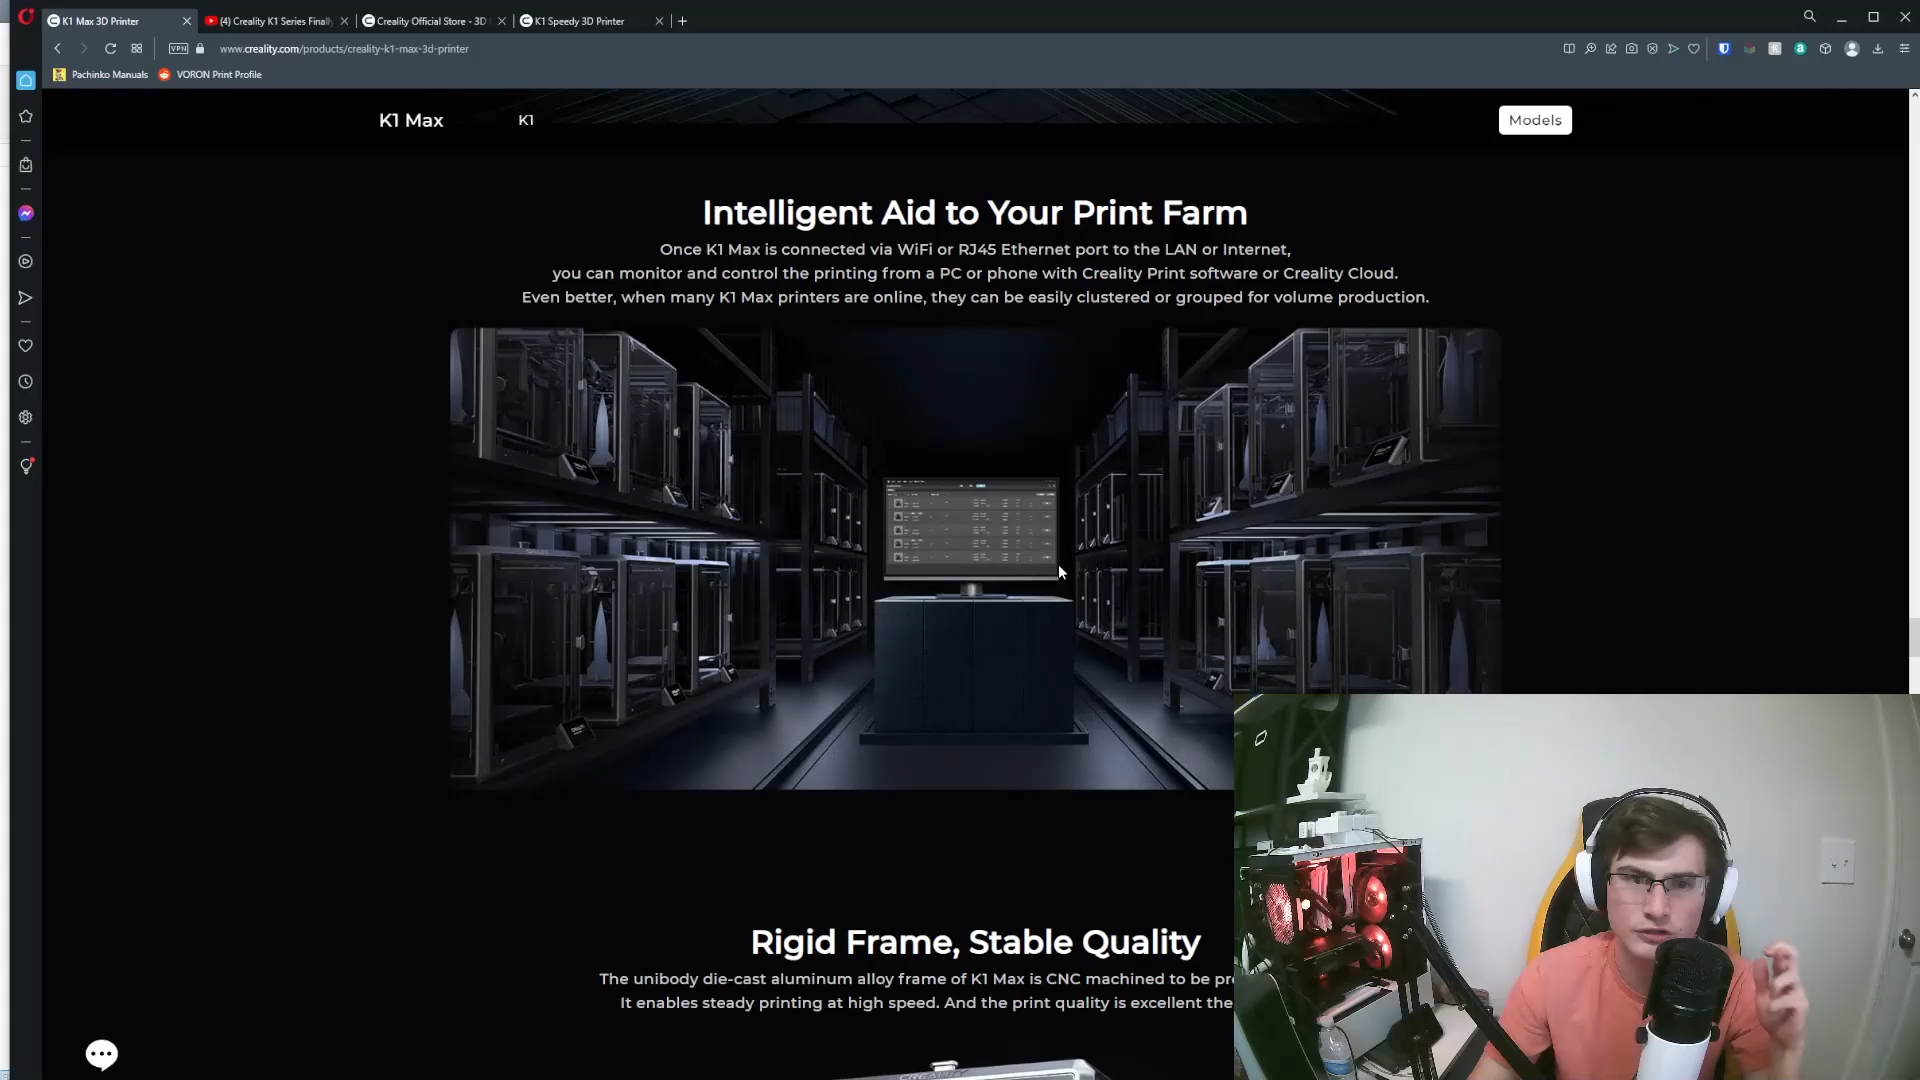 K1 Max 3D Printer
(4) Creality K1 Series Finall
Creality Official Store - 3D
K1 Speedy 3D Printer
VPN
www.creality.com/products/creality-k1-max-3d-printer
Pachinko Manuals
VORON Print Profile
K1 Max
K1
Models
Intelligent Aid to Your Print Farm
Once K1 Max is connected via WiFi or RJ45 Ethernet port to the LAN or Internet,
you can monitor and control the printing from a PC or phone with Creality Print software or Creality Cloud.
Even better, when many K1 Max printers are online, they can be easily clustered or grouped for volume production.
Rigid Frame, Stable Quality
The unibody die-cast aluminum alloy frame of K1 Max is CNC machined to be pr
It enables steady printing at high speed. And the print quality is excellent the
CREALITY